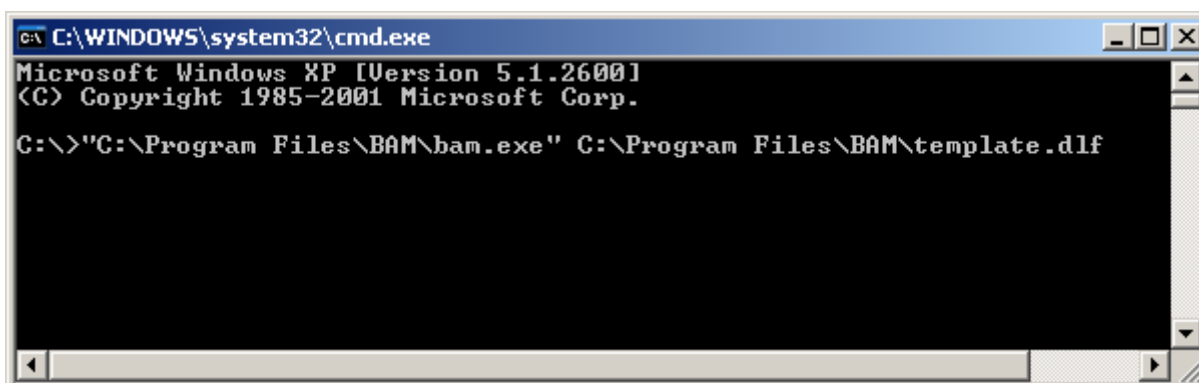 C:\WINDOWS\system32\cmd.exe
Microsoft Windows XP [Version 5.1.2600]
(C) Copyright 1985-2001 Microsoft Corp.
C:\>"C:\Program Files\BAM\bam.exe" C:\Program Files\BAM\template.dlf